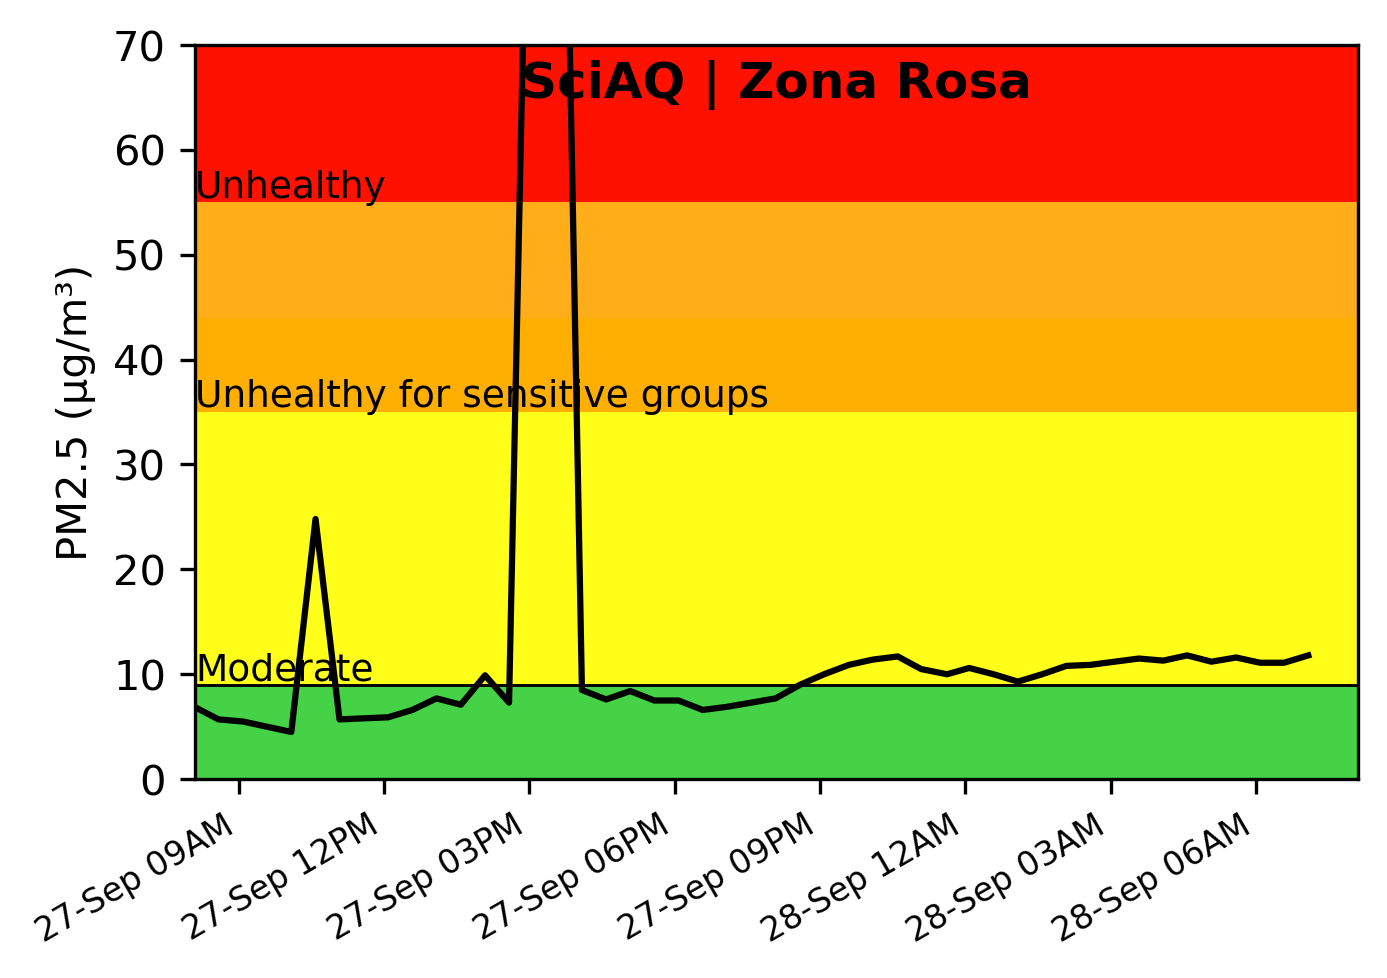 SciAQ | Zona Rosa
PM2.5 (µg/m³)
70
60
50
40
30
20
10
0
Unhealthy
Unhealthy for sensitive groups
Moderate
27-Sep 09AM
27-Sep 12PM
27-Sep 03PM
27-Sep 06PM
27-Sep 09PM
28-Sep 12AM
28-Sep 03AM
28-Sep 06AM